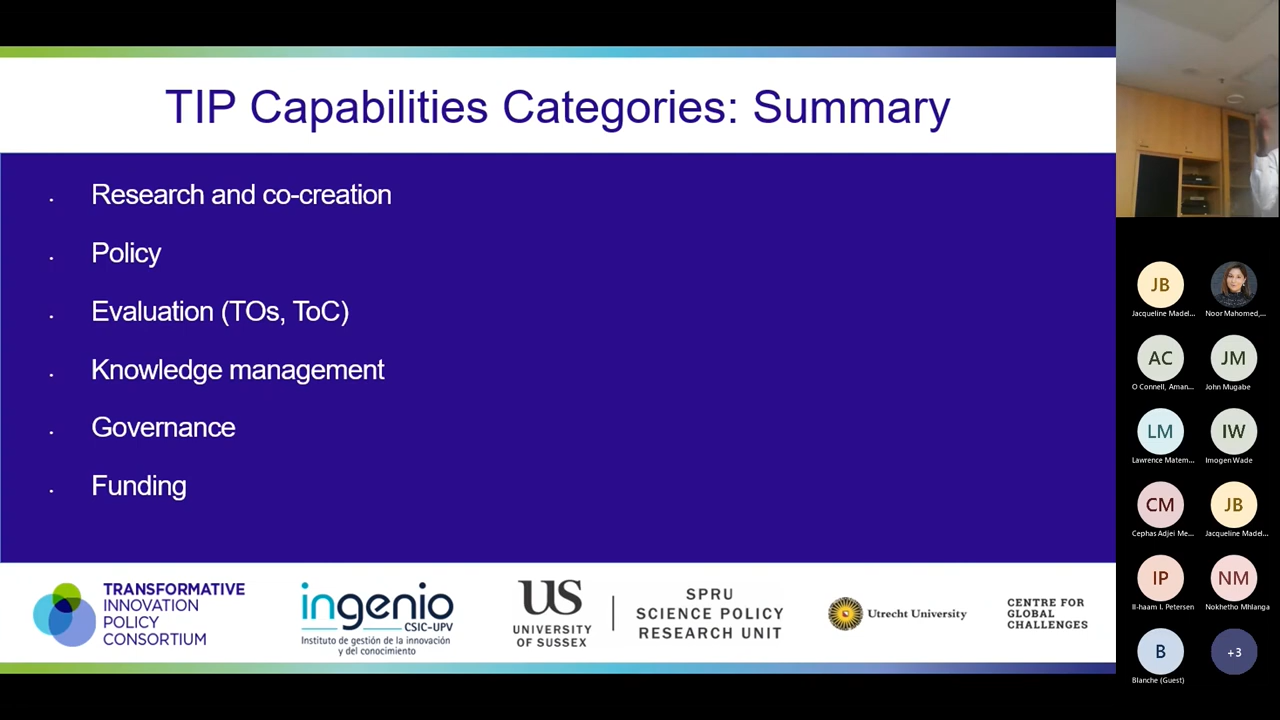 TIP Capabilities Categories: Summary
Research and co-creation
Policy
Evaluation (TOs, ToC)
Knowledge management
Governance
Funding
TRANSFORMATIVE
INNOVATION
POLICY
CONSORTIUM
ingenio
CSIC-UPV
Instituto de gestión de la innovación
y del conocimiento
US
UNIVERSITY
OF SUSSEX
SPRU
SCIENCE POLICY
RESEARCH UNIT
Utrecht University
CENTRE FOR
GLOBAL
CHALLENGES
JB
Jacqueline Madel...
Noor Mahomed,...
AC
O Connell, Aman...
JM
John Mugabe
LM
Lawrence Matem...
IW
Imogen Wade
CM
Cephas Adjei Me...
JB
Jacqueline Madel...
IP
Il-haam I. Petersen
NM
Nokhetho Mhlanga
B
Blanche (Guest)
+3